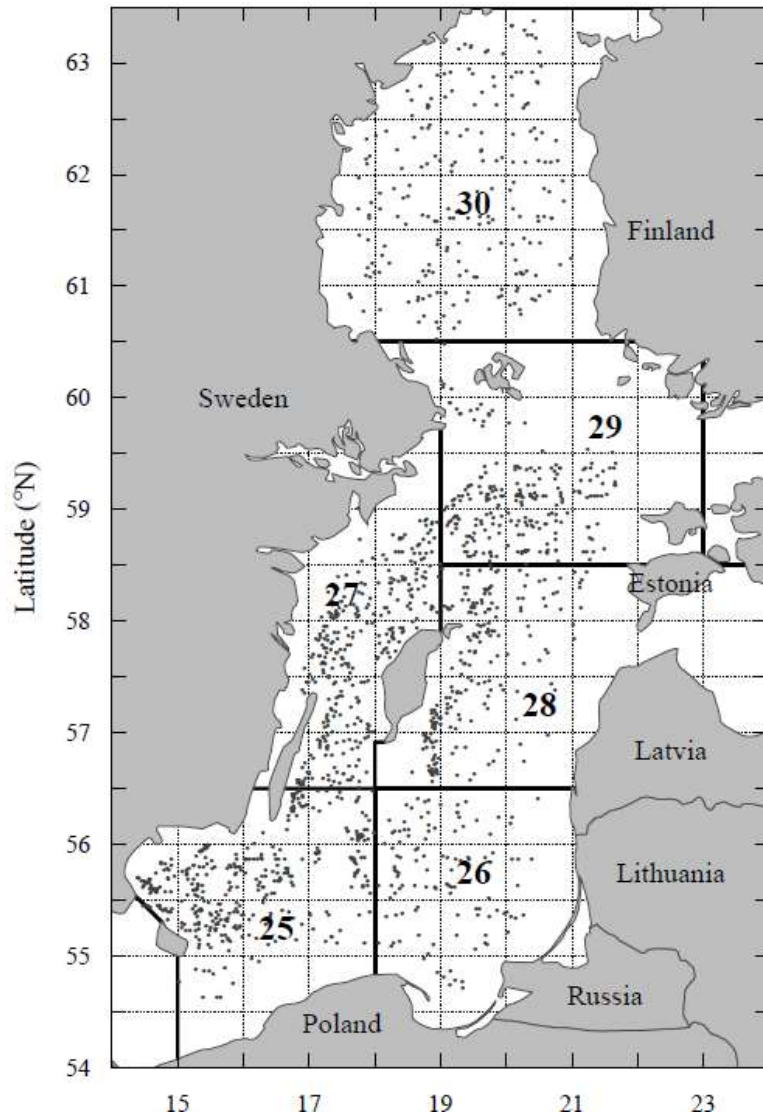 63
62
30
Finland
61
60
Sweden
29
59
Latitude (°N)
Estonia
27
58
28
57
Latvia
56
26
Lithuania
25
55
Russia
Poland
54
15 17 19 21 23